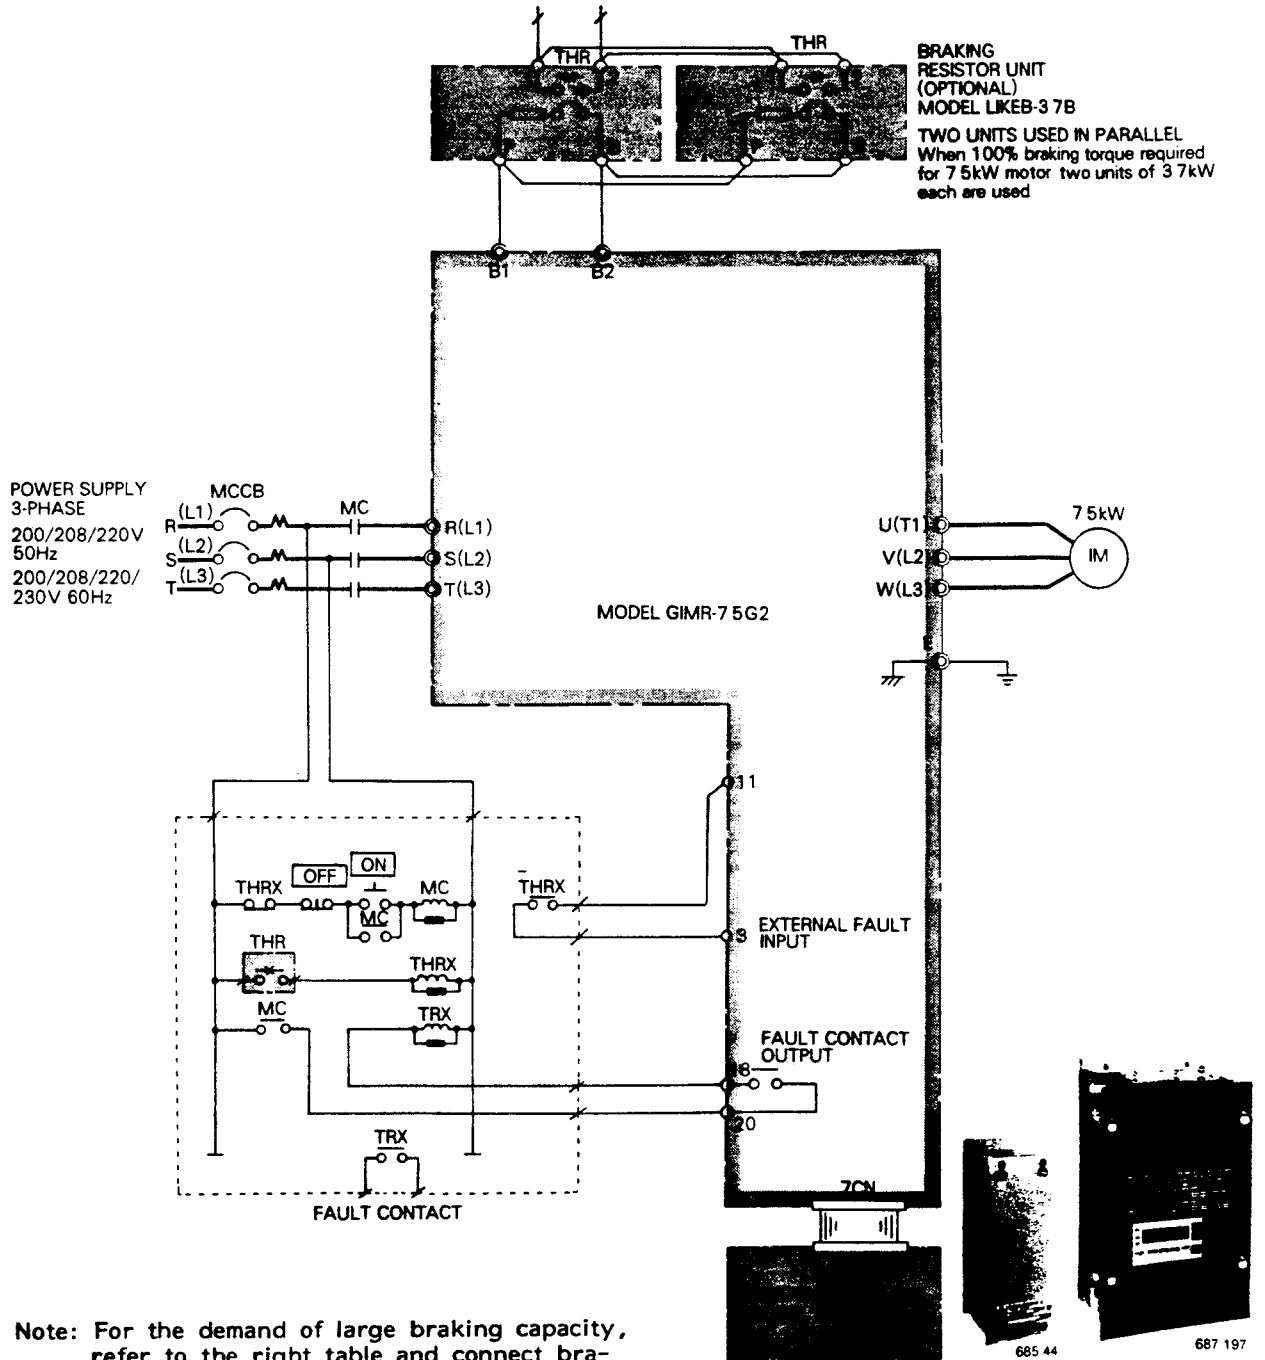 THR
THR
BRAKING
RESISTOR UNIT
(OPTIONAL)
MODEL LKEB-3 7B
TWO UNITS USED IN PARALLEL
When 100% braking torque required
for 7 5kW motor two units of 3 7kW
each are used
B1
B2
POWER SUPPLY
3-PHASE
200/208/220V
50Hz
200/208/220/
230V 60Hz
MCCB
MC
R (L1)
S (L2)
T (L3)
R(L1)
S(L2)
T(L3)
U(T1)
V(L2)
W(L3)
7 5kW
IM
MODEL GIMR-7 5G2
E
11
THRX
OFF
ON
MC
MC
THRX
3
EXTERNAL FAULT
INPUT
THR
THRX
MC
TRX
FAULT CONTACT
OUTPUT
20
TRX
FAULT CONTACT
7CN
685 44
687 197
Note: For the demand of large braking capacity,
refer to the right table and connect bra-